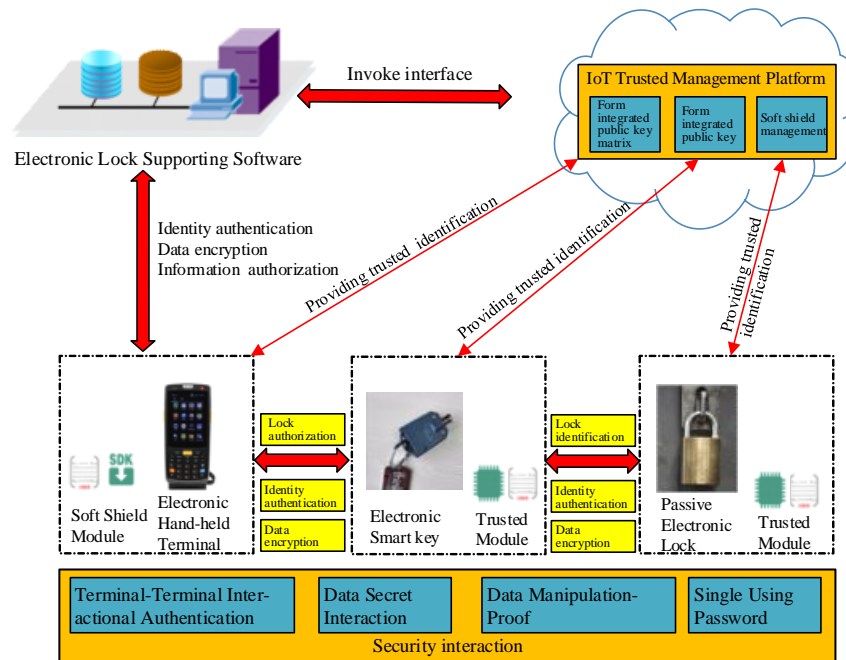 Invoke interface
IoT Trusted Management Platform
Form
integrated
public key
matrix
Form
integrated
public key
Soft shield
management
Electronic Lock Supporting Software
Identity authentication
Data encryption
Information authorization
Providing trusted identification
Providing trusted identification
Providing trusted
identification
SDK
Soft Shield
Module
Electronic
Hand-held
Terminal
Lock
authorization
Identity
authentication
Data
encryption
Electronic
Smart key
Trusted
Module
Lock
identification
Identity
authentication
Data
encryption
Passive
Electronic
Lock
Trusted
Module
Terminal-Terminal Inter-
actional Authentication
Data Secret
Interaction
Data Manipulation-
Proof
Single Using
Password
Security interaction